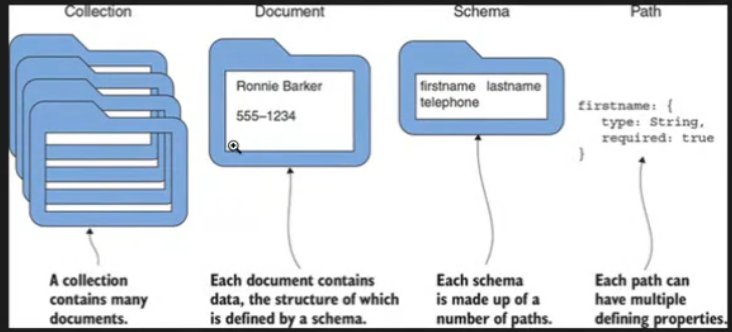 Collection
Document
Schema
Path
Ronnie Barker
555–1234
firstname lastname
telephone
firstname: {
type: String,
required: true
}
A collection
contains many
documents.
Each document contains
data, the structure of which
is defined by a schema.
Each schema
is made up of a
number of paths.
Each path can
have multiple
defining properties.